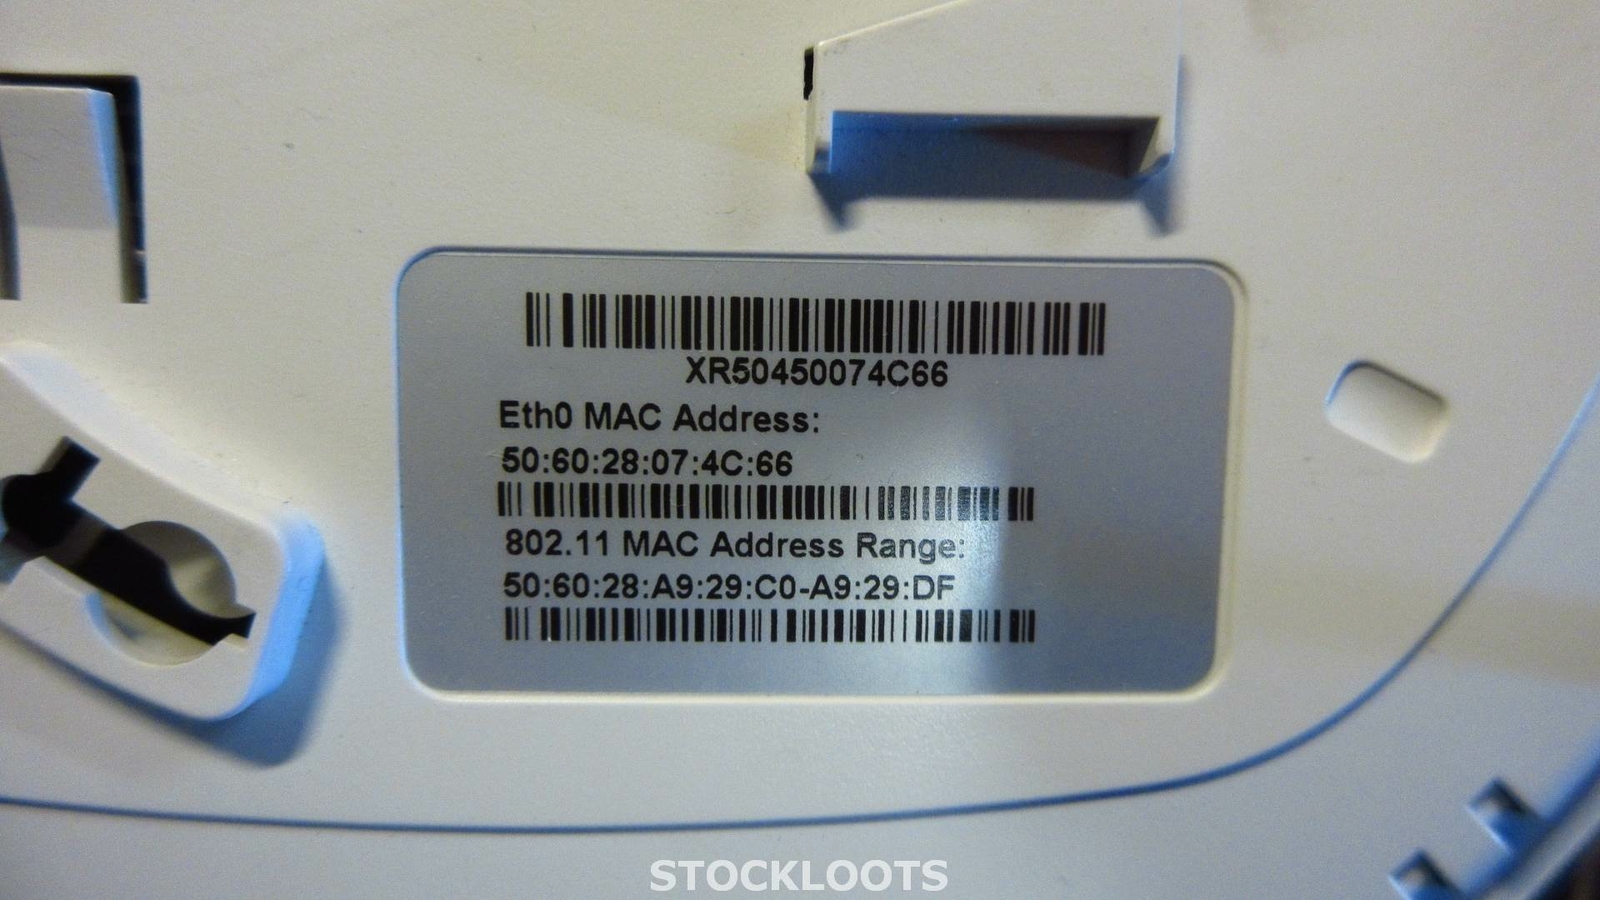 XR50450074C66
Eth0 MAC Address:
50:60:28:07:4C:66
802.11 MAC Address Range:
50:60:28:A9:29:C0-A9:29:DF
STOCKLOOTS